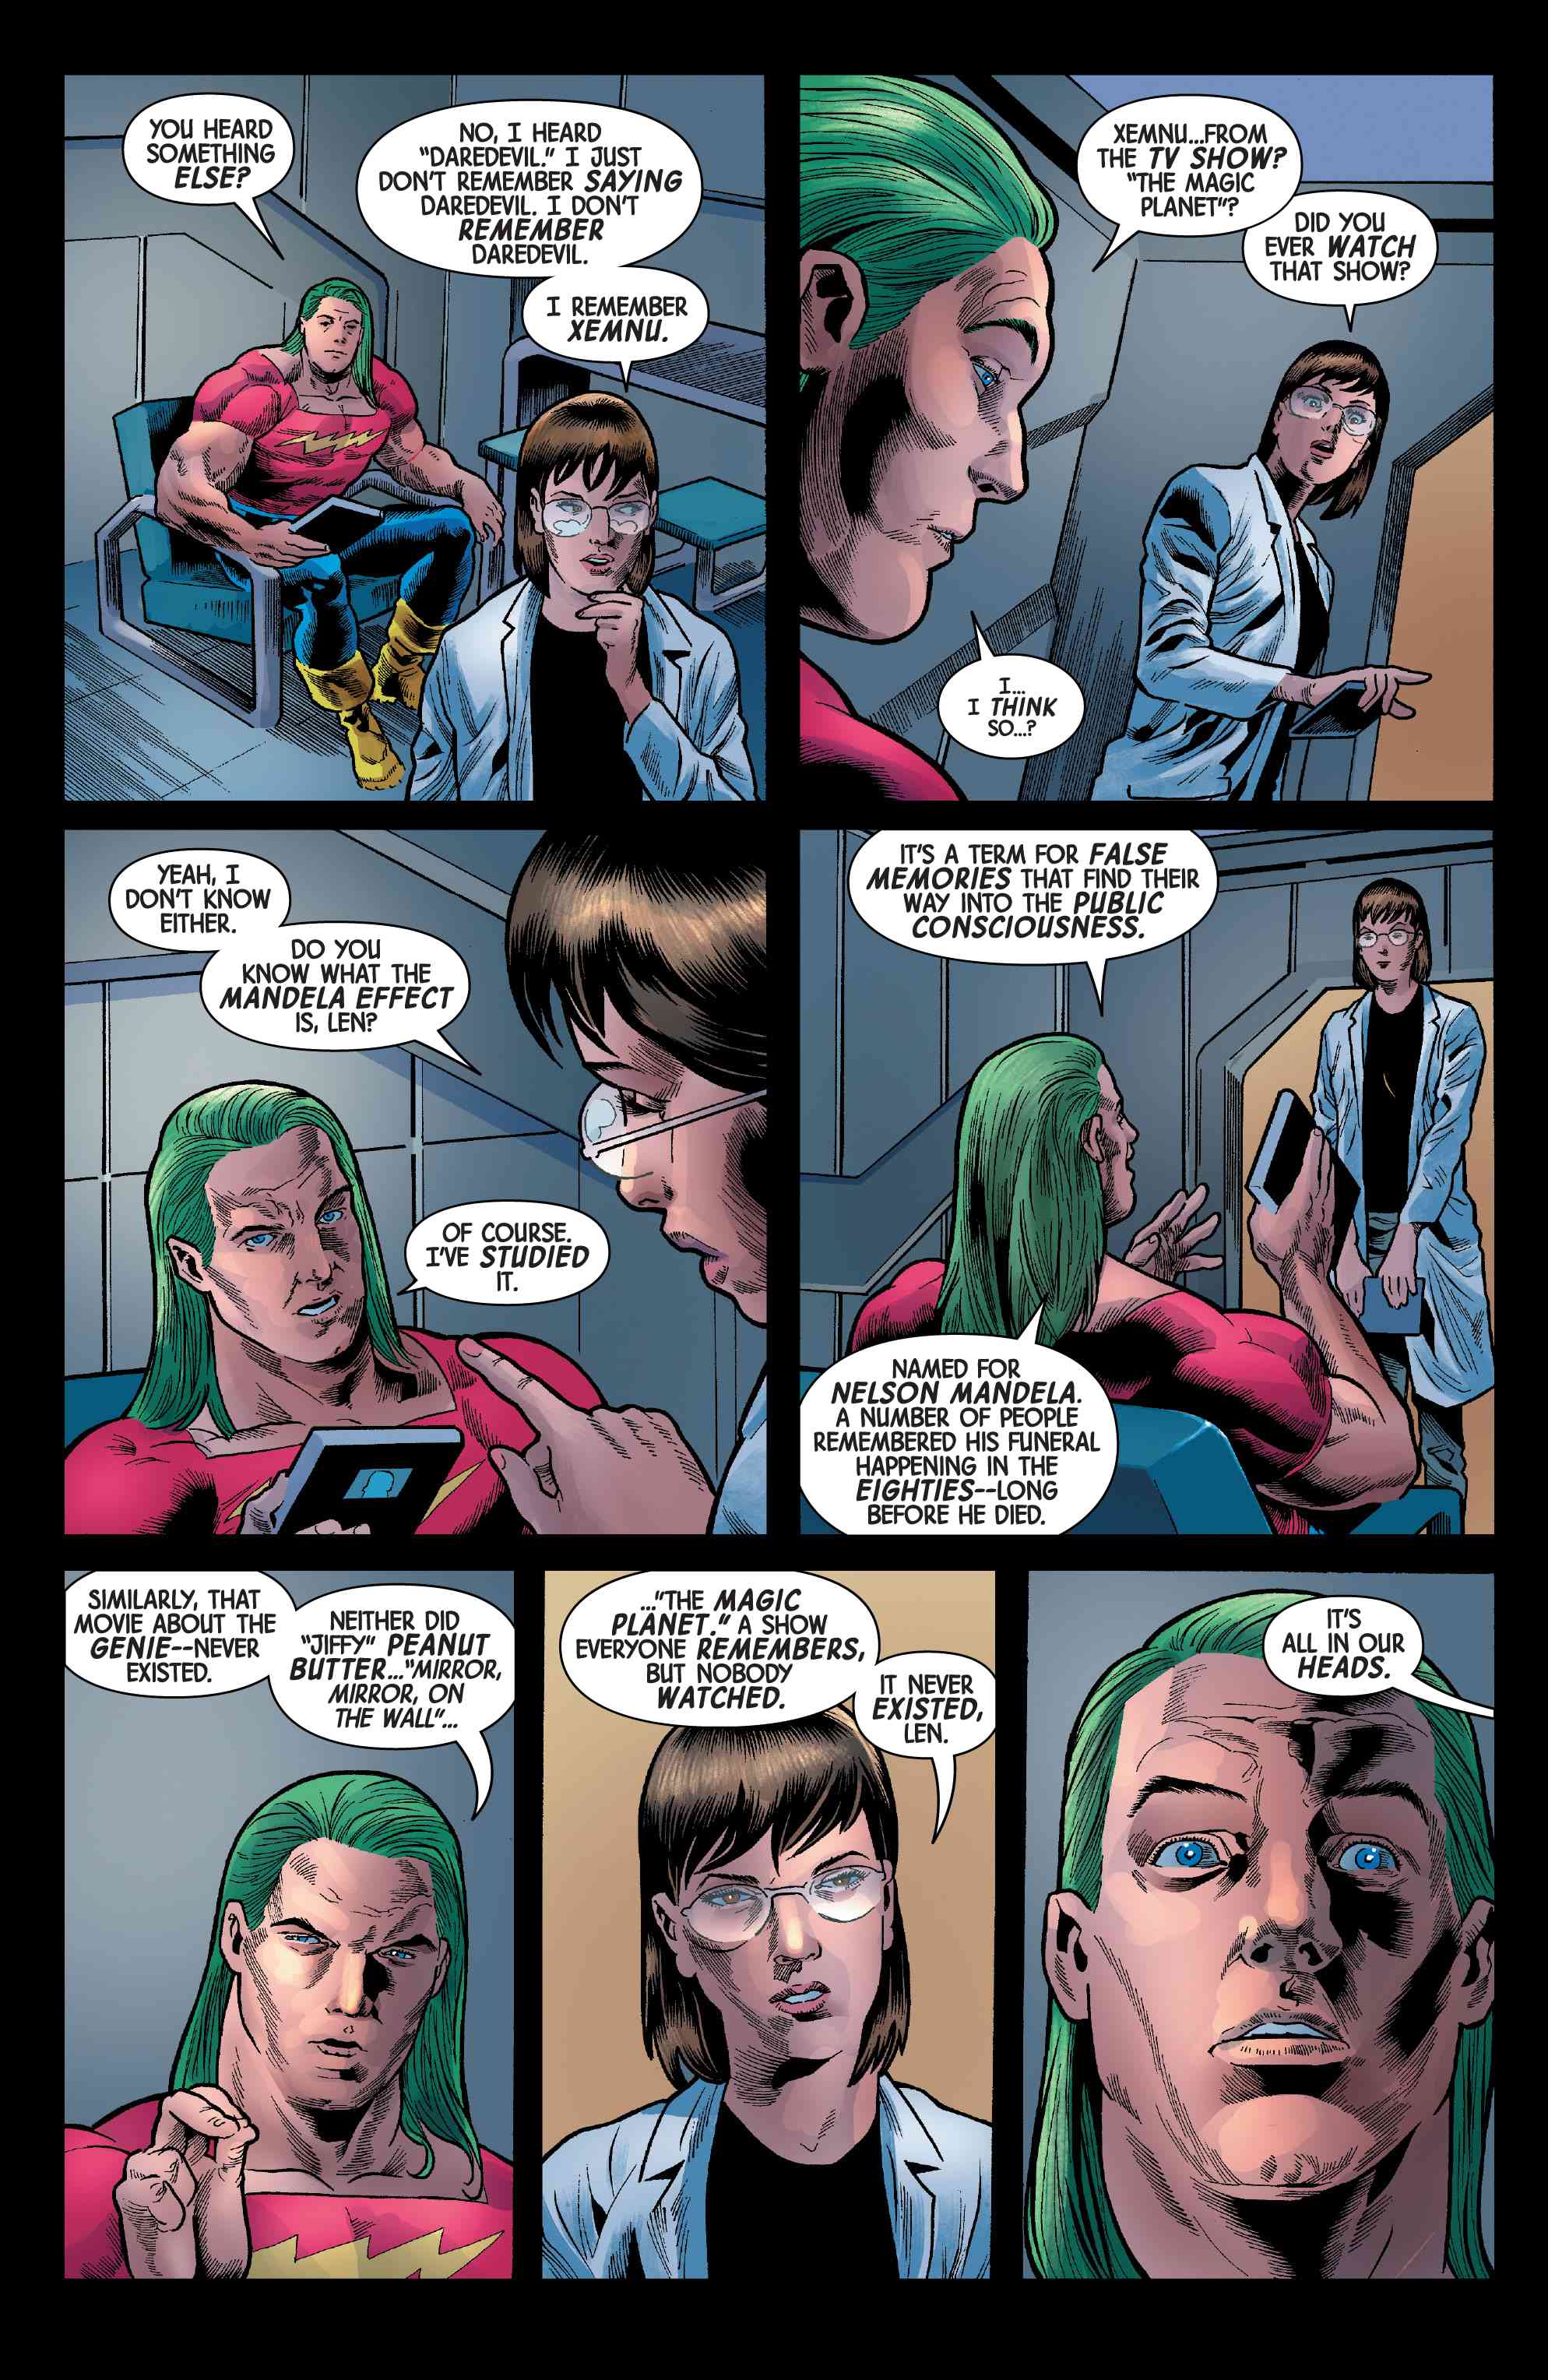 YOU HEARD
SOMETHING
ELSE?
NO, I HEARD
"DAREDEVIL." I JUST
DON'T REMEMBER SAYING
DAREDEVIL. I DON'T
REMEMBER
DAREDEVIL.
I REMEMBER
XEMNU.
XEMNU...FROM
THE TV SHOW?
"THE MAGIC
PLANET"?
DID YOU
EVER WATCH
THAT SHOW?
I...
I THINK
SO...?
YEAH, I
DON'T KNOW
EITHER.
DO YOU
KNOW WHAT THE
MANDELA EFFECT
IS, LEN?
OF COURSE.
I'VE STUDIED
IT.
IT'S A TERM FOR FALSE
MEMORIES THAT FIND THEIR
WAY INTO THE PUBLIC
CONSCIOUSNESS.
NAMED FOR
NELSON MANDELA.
A NUMBER OF PEOPLE
REMEMBERED HIS FUNERAL
HAPPENING IN THE
EIGHTIES--LONG
BEFORE HE DIED.
SIMILARLY, THAT
MOVIE ABOUT THE
GENIE--NEVER
EXISTED.
NEITHER DID
"JIFFY" PEANUT
BUTTER..."MIRROR,
MIRROR, ON
THE WALL"...
..."THE MAGIC
PLANET." A SHOW
EVERYONE REMEMBERS,
BUT NOBODY
WATCHED.
IT NEVER
EXISTED,
LEN.
IT'S
ALL IN OUR
HEADS.